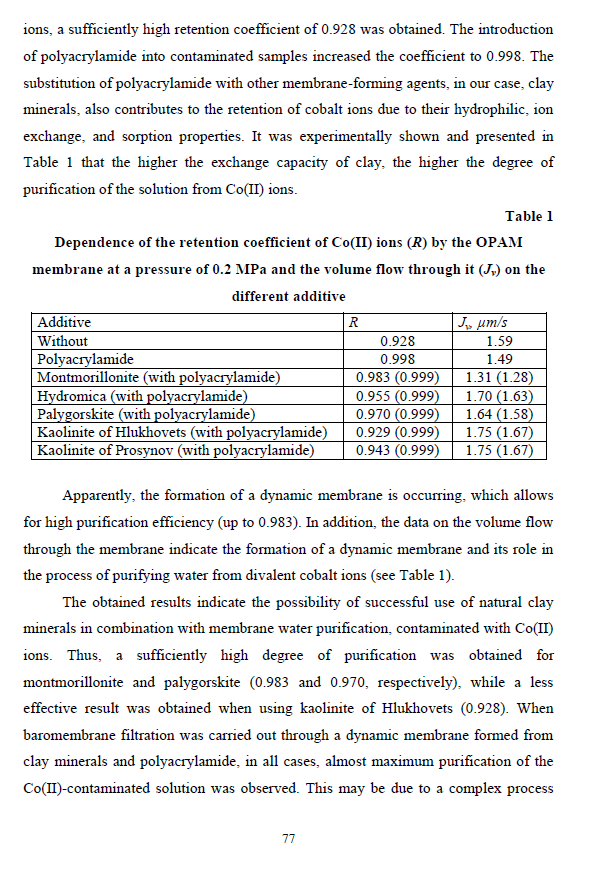 ions, a sufficiently high retention coefficient of 0.928 was obtained. The introduction
of polyacrylamide into contaminated samples increased the coefficient to 0.998. The
substitution of polyacrylamide with other membrane-forming agents, in our case, clay
minerals, also contributes to the retention of cobalt ions due to their hydrophilic, ion
exchange, and sorption properties. It was experimentally shown and presented in
Table 1 that the higher the exchange capacity of clay, the higher the degree of
purification of the solution from Co(II) ions.
Table 1
Dependence of the retention coefficient of Co(II) ions (R) by the OPAM
membrane at a pressure of 0.2 MPa and the volume flow through it (Jv) on the
different additive
Additive R Jv, µm/s
Without 0.928 1.59
Polyacrylamide 0.998 1.49
Montmorillonite (with polyacrylamide) 0.983 (0.999) 1.31 (1.28)
Hydromica (with polyacrylamide) 0.955 (0.999) 1.70 (1.63)
Palygorskite (with polyacrylamide) 0.970 (0.999) 1.64 (1.58)
Kaolinite of Hlukhovets (with polyacrylamide) 0.929 (0.999) 1.75 (1.67)
Kaolinite of Prosynov (with polyacrylamide) 0.943 (0.999) 1.75 (1.67)
Apparently, the formation of a dynamic membrane is occurring, which allows
for high purification efficiency (up to 0.983). In addition, the data on the volume flow
through the membrane indicate the formation of a dynamic membrane and its role in
the process of purifying water from divalent cobalt ions (see Table 1).
The obtained results indicate the possibility of successful use of natural clay
minerals in combination with membrane water purification, contaminated with Co(II)
ions. Thus, a sufficiently high degree of purification was obtained for
montmorillonite and palygorskite (0.983 and 0.970, respectively), while a less
effective result was obtained when using kaolinite of Hlukhovets (0.928). When
baromembrane filtration was carried out through a dynamic membrane formed from
clay minerals and polyacrylamide, in all cases, almost maximum purification of the
Co(II)-contaminated solution was observed. This may be due to a complex process
77